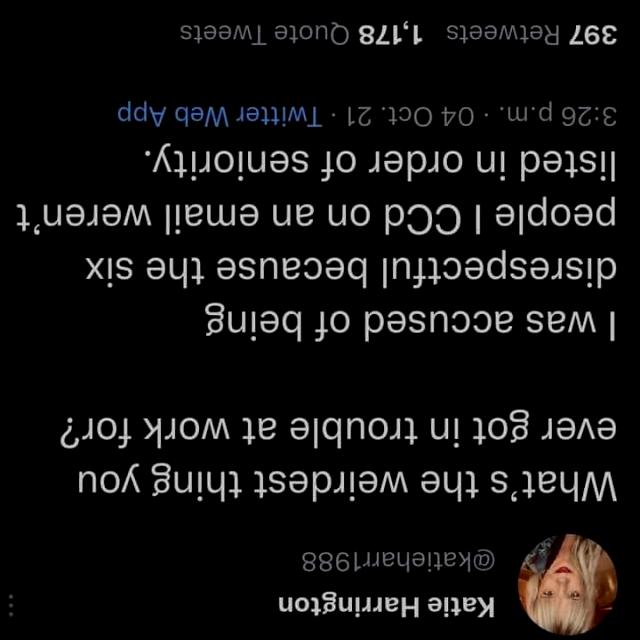 Katie Harrington
@katieharr1988
What's the weirdest thing you
ever got in trouble at work for?
I was accused of being
disrespectful because the six
people I CCd on an email weren't
listed in order of seniority.
3:26 p.m. · 04 Oct. 21 · Twitter Web App
397 Retweets 1,178 Quote Tweets